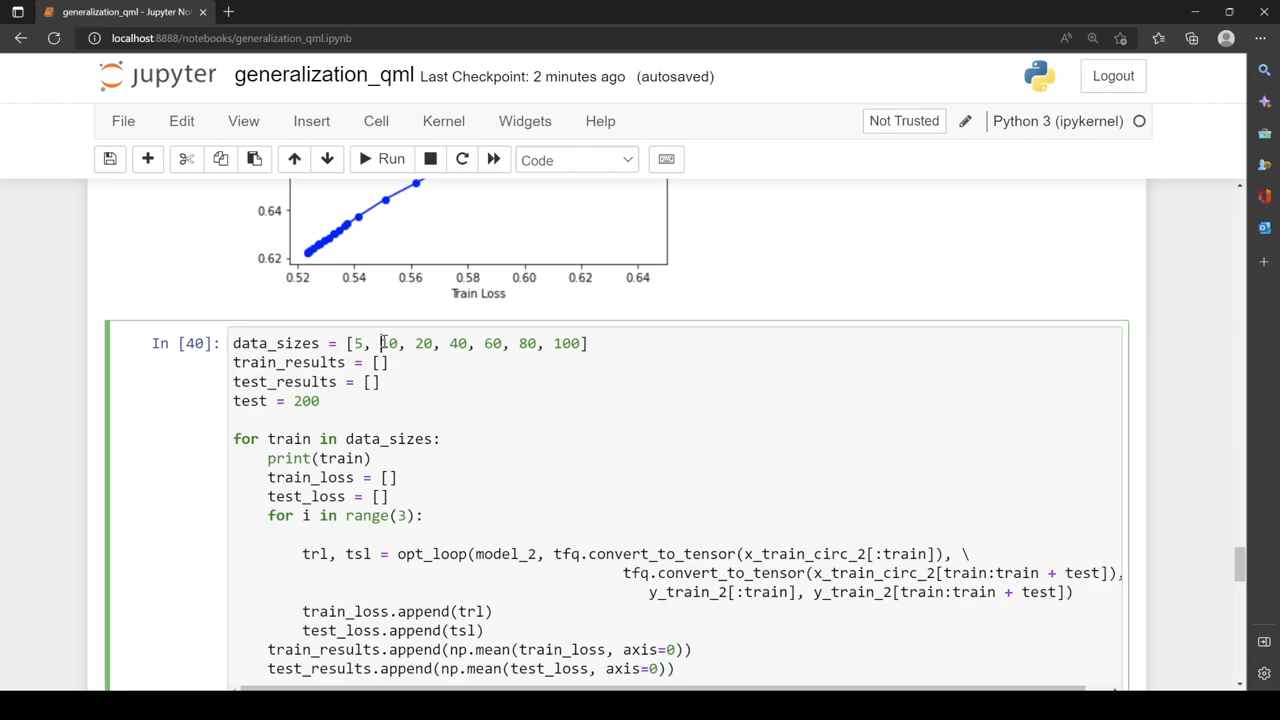 generalization_qml - Jupyter No
localhost:8888/notebooks/generalization_qml.ipynb
jupyter generalization_qml Last Checkpoint: 2 minutes ago (autosaved)
Logout
File Edit View Insert Cell Kernel Widgets Help
Not Trusted Python 3 (ipykernel)
Run Code
0.64
0.62
0.52 0.54 0.56 0.58 0.60 0.62 0.64
Train Loss
In [40]: data_sizes = [5, 10, 20, 40, 60, 80, 100]
train_results = []
test_results = []
test = 200
for train in data_sizes:
print(train)
train_loss = []
test_loss = []
for i in range(3):
trl, tsl = opt_loop(model_2, tfq.convert_to_tensor(x_train_circ_2[:train]), \
tfq.convert_to_tensor(x_train_circ_2[train:train + test]),
y_train_2[:train], y_train_2[train:train + test])
train_loss.append(trl)
test_loss.append(tsl)
train_results.append(np.mean(train_loss, axis=0))
test_results.append(np.mean(test_loss, axis=0))